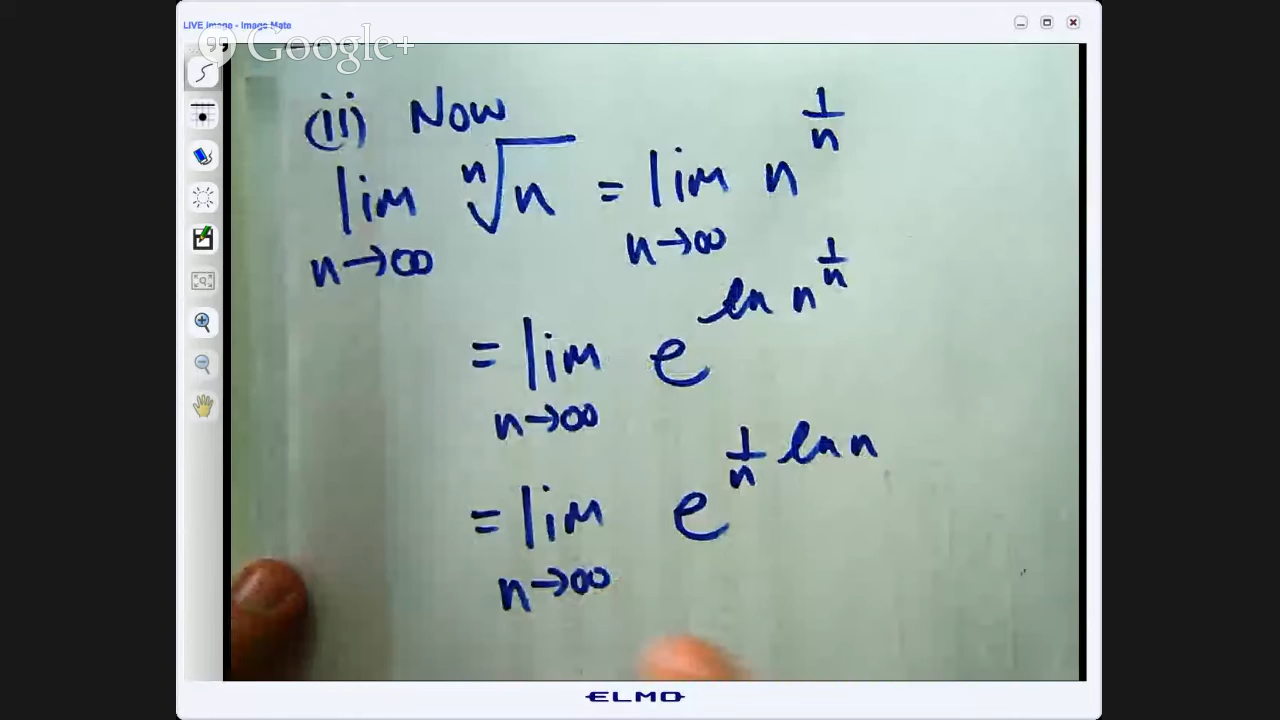 LIVE Image - Image Mate
Google+
(ii) Now
lim n→∞ ⁿ√n = lim n→∞ n^(1/n)
= lim n→∞ e^(ln n^(1/n))
= lim n→∞ e^(1/n ln n)
ELMO